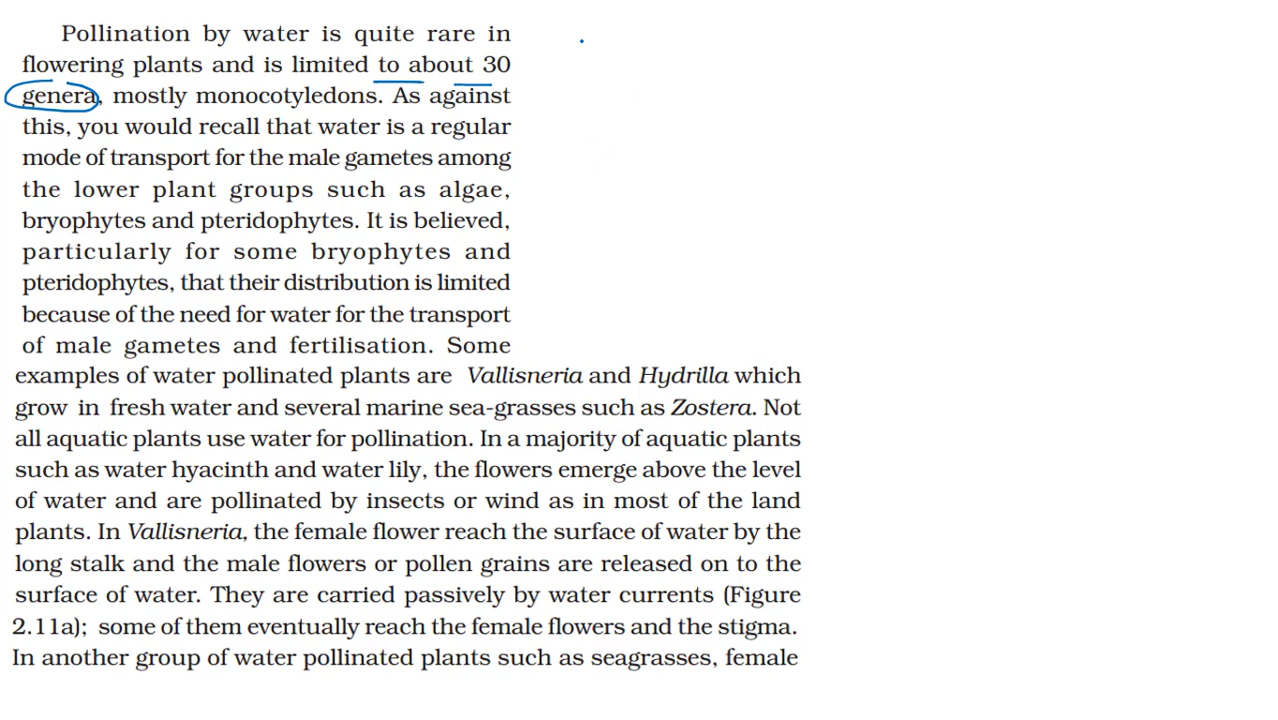 Pollination by water is quite rare in
flowering plants and is limited to about 30
genera, mostly monocotyledons. As against
this, you would recall that water is a regular
mode of transport for the male gametes among
the lower plant groups such as algae,
bryophytes and pteridophytes. It is believed,
particularly for some bryophytes and
pteridophytes, that their distribution is limited
because of the need for water for the transport
of male gametes and fertilisation. Some
examples of water pollinated plants are Vallisneria and Hydrilla which
grow in fresh water and several marine sea-grasses such as Zostera. Not
all aquatic plants use water for pollination. In a majority of aquatic plants
such as water hyacinth and water lily, the flowers emerge above the level
of water and are pollinated by insects or wind as in most of the land
plants. In Vallisneria, the female flower reach the surface of water by the
long stalk and the male flowers or pollen grains are released on to the
surface of water. They are carried passively by water currents (Figure
2.11a); some of them eventually reach the female flowers and the stigma.
In another group of water pollinated plants such as seagrasses, female